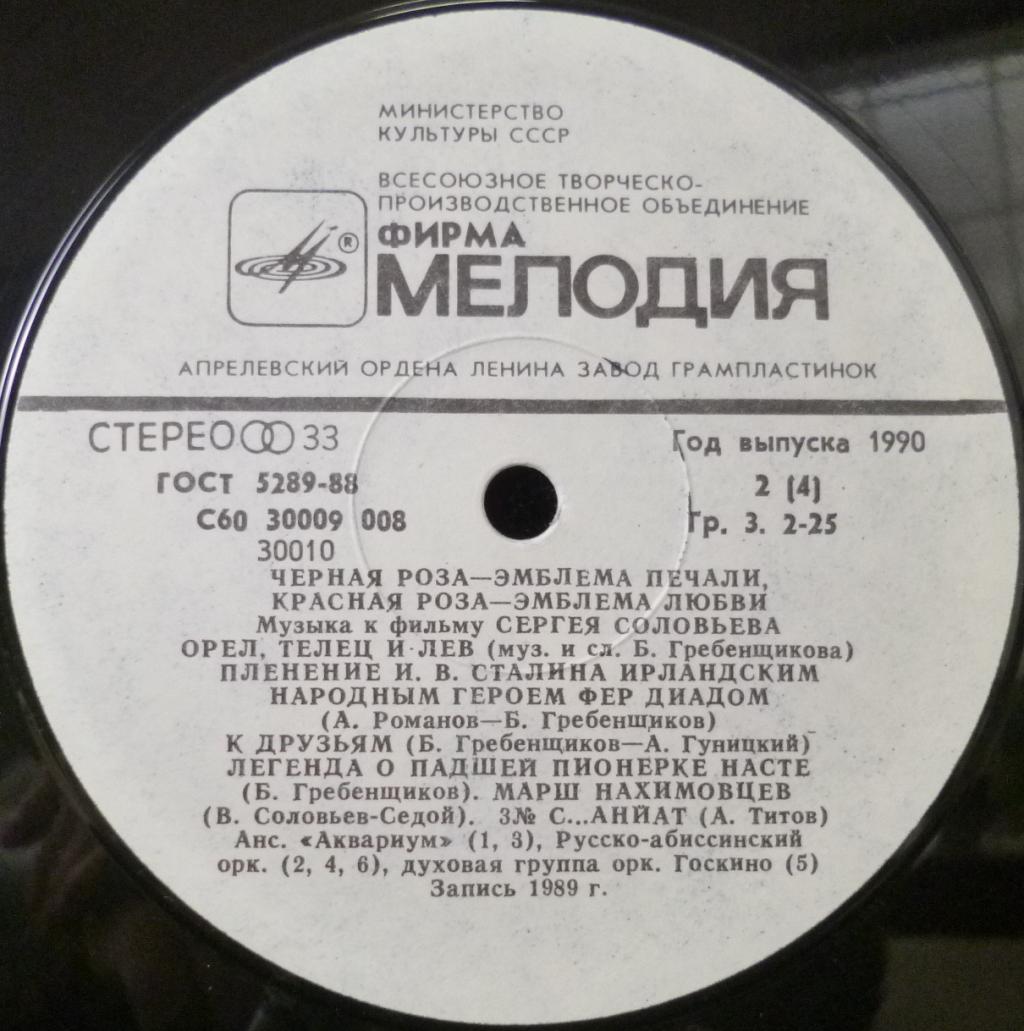 МИНИСТЕРСТВО
КУЛЬТУРЫ СССР
ВСЕСОЮЗНОЕ ТВОРЧЕСКО-
ПРОИЗВОДСТВЕННОЕ ОБЪЕДИНЕНИЕ
®
ФИРМА
МЕЛОДИЯ
АПРЕЛЕВСКИЙ ОРДЕНА ЛЕНИНА ЗАВОД ГРАМПЛАСТИНОК
СТЕРЕО 33
Год выпуска 1990
ГОСТ 5289-88
2 (4)
С60 30009 008
Гр. 3. 2-25
30010
ЧЕРНАЯ РОЗА—ЭМБЛЕМА ПЕЧАЛИ,
КРАСНАЯ РОЗА—ЭМБЛЕМА ЛЮБВИ
Музыка к фильму СЕРГЕЯ СОЛОВЬЕВА
ОРЕЛ, ТЕЛЕЦ И ЛЕВ (муз. и сл. Б. Гребенщикова)
ПЛЕНЕНИЕ И. В. СТАЛИНА ИРЛАНДСКИМ
НАРОДНЫМ ГЕРОЕМ ФЕР ДИАДОМ
(А. Романов—Б. Гребенщиков)
К ДРУЗЬЯМ (Б. Гребенщиков—А. Гуницкий)
ЛЕГЕНДА О ПАДШЕЙ ПИОНЕРКЕ НАСТЕ
(Б. Гребенщиков). МАРШ НАХИМОВЦЕВ
(В. Соловьев-Седой). 3№ С...АНЙАТ (А. Титов)
Анс. «Аквариум» (1, 3), Русско-абиссинский
орк. (2, 4, 6), духовая группа орк. Госкино (5)
Запись 1989 г.